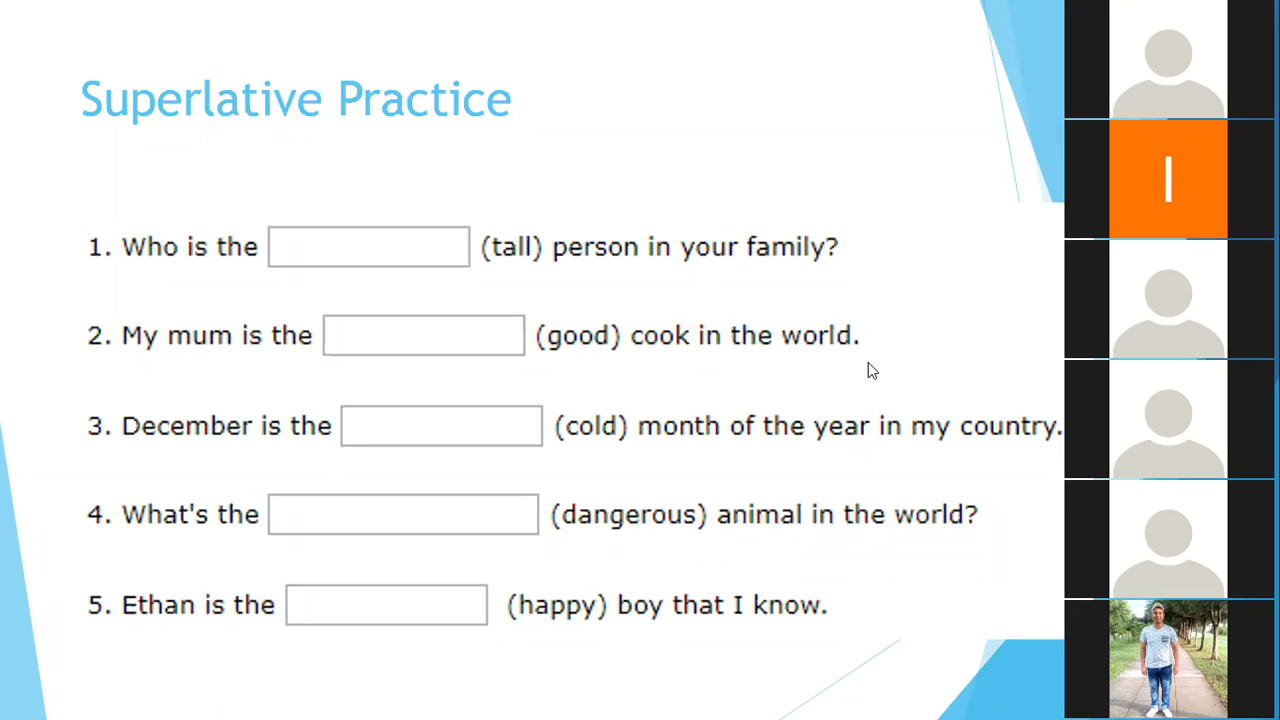 Superlative Practice
1. Who is the (tall) person in your family?
2. My mum is the (good) cook in the world.
3. December is the (cold) month of the year in my country.
4. What's the (dangerous) animal in the world?
5. Ethan is the (happy) boy that I know.
I